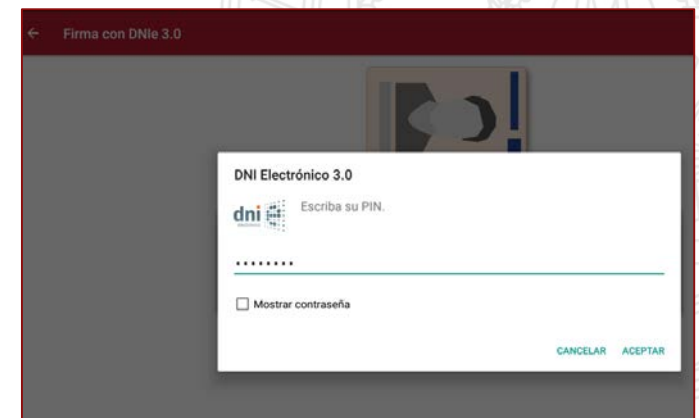 Firma con DNIe 3.0
DNI Electrónico 3.0
dni e
Escriba su PIN.
••••••••
Mostrar contraseña
CANCELAR ACEPTAR